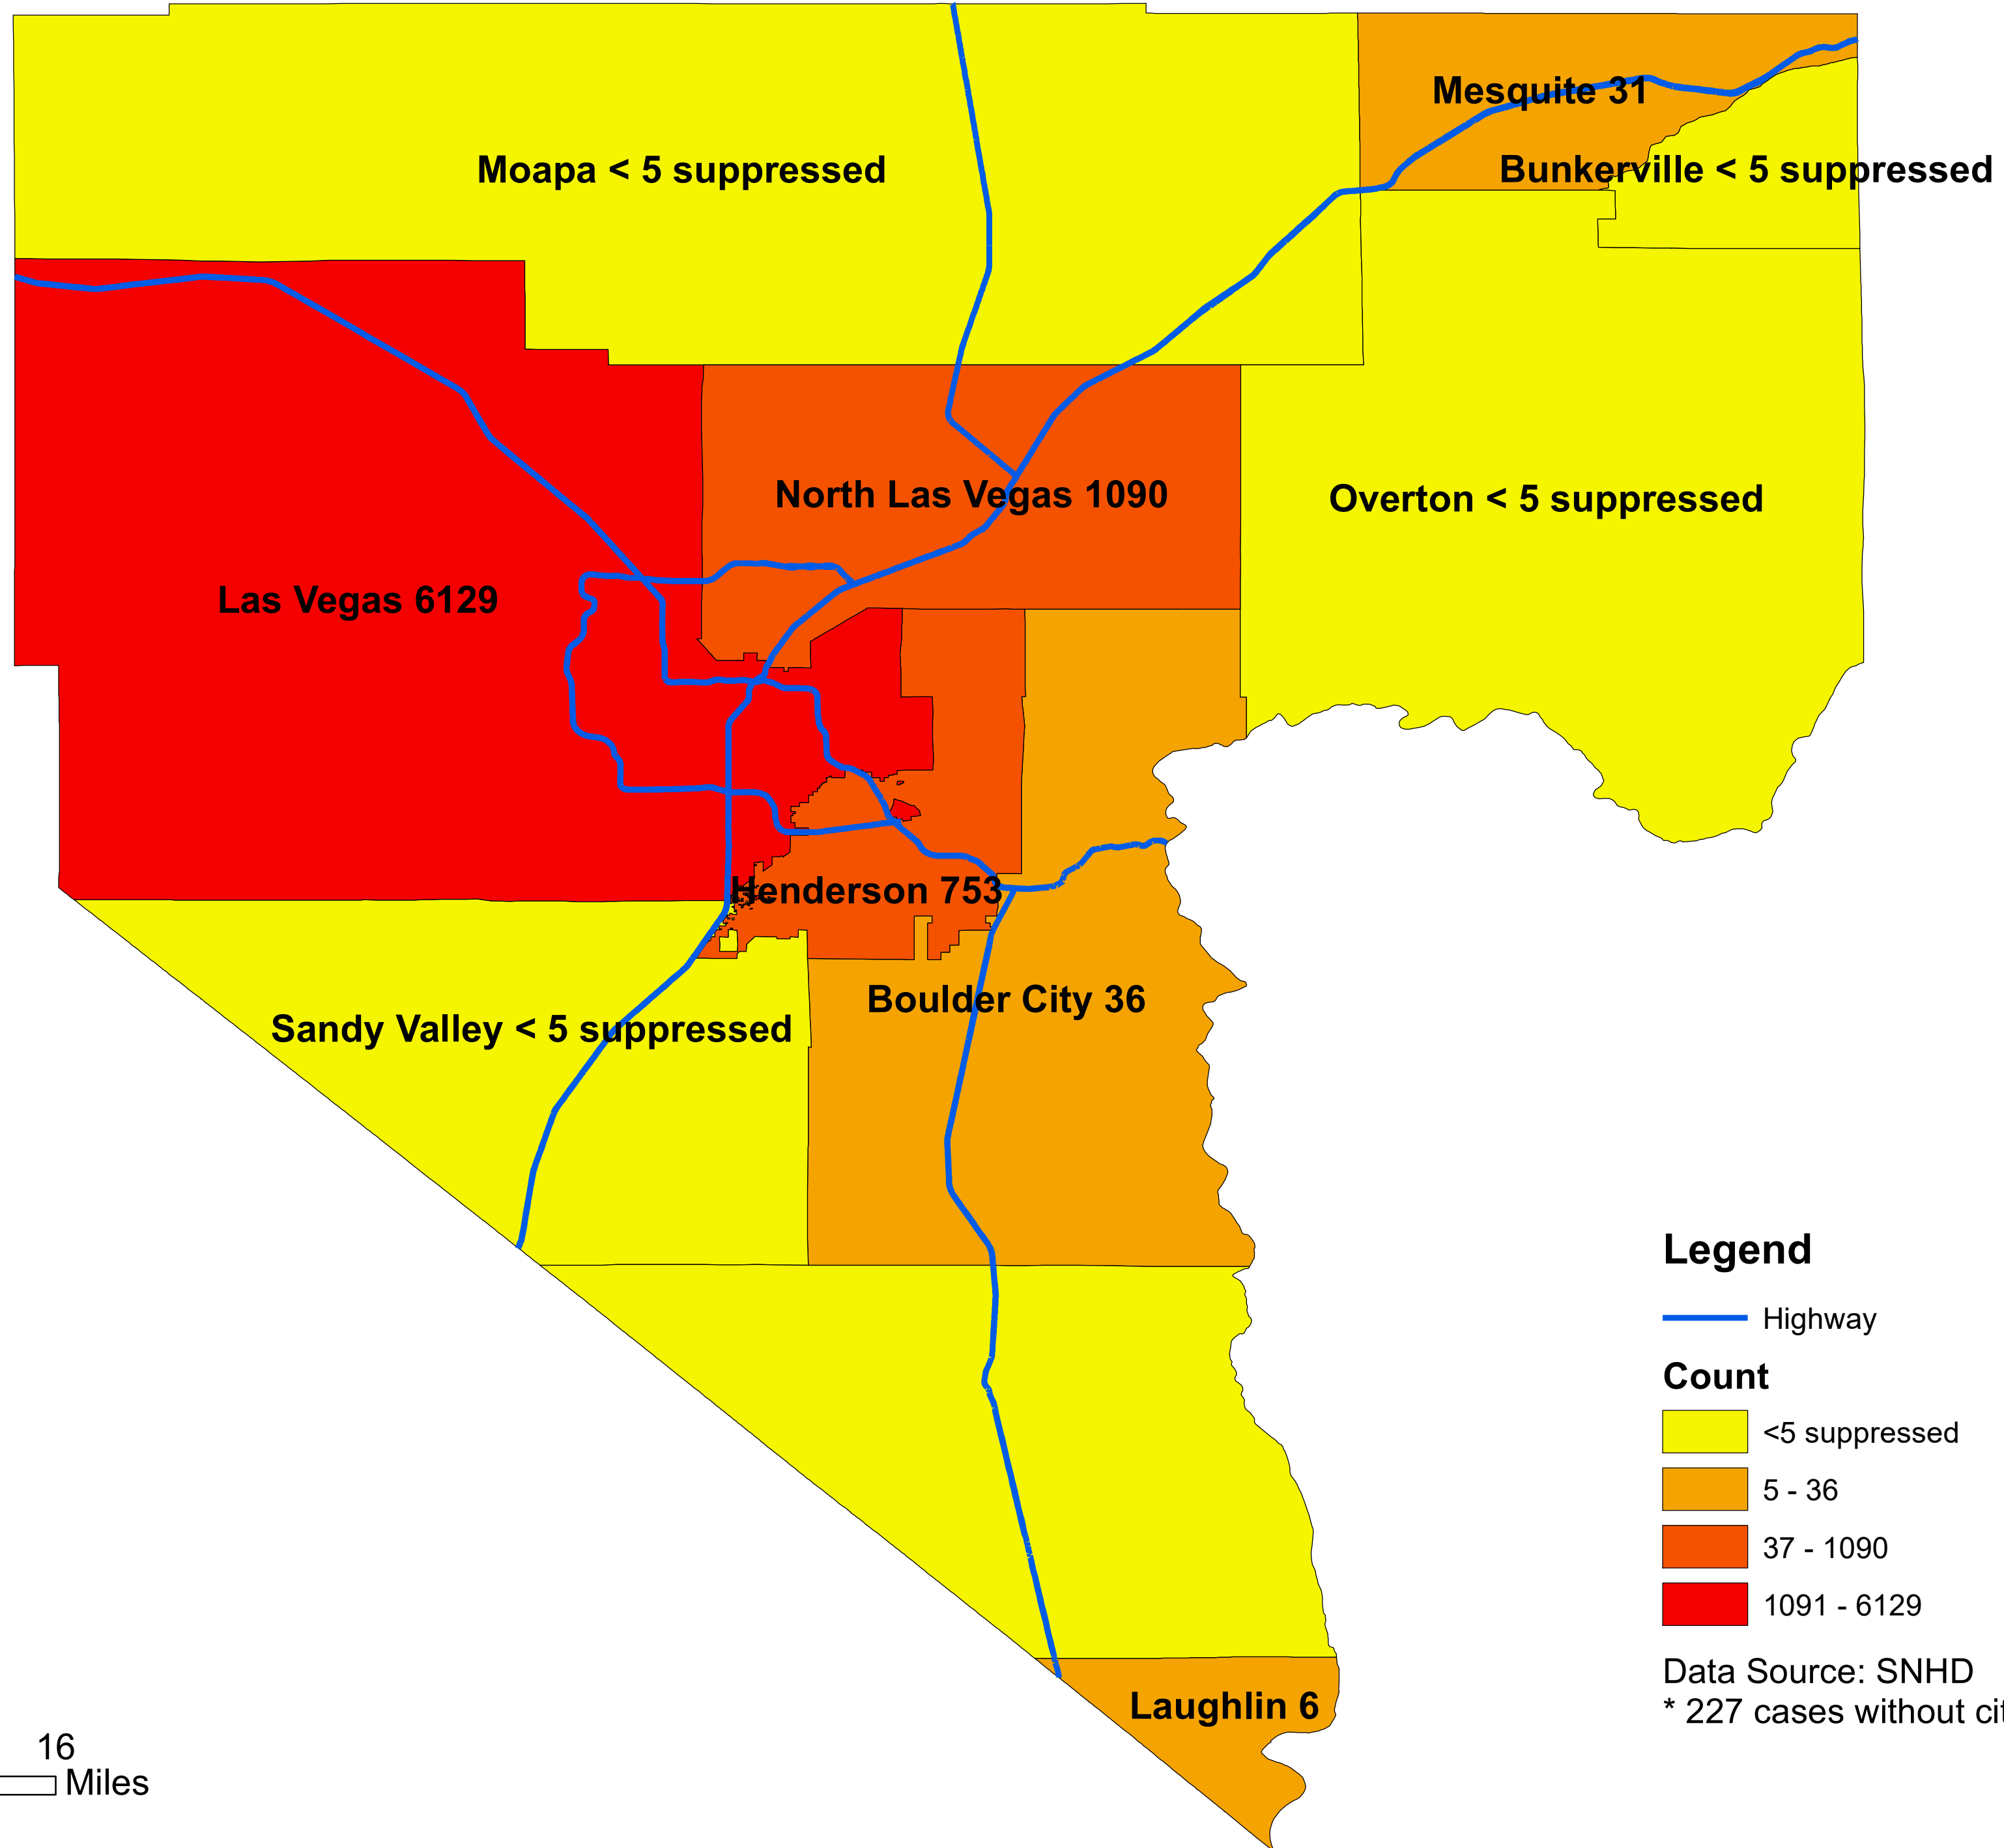 Mesquite 31
Moapa < 5 suppressed
Bunkerville < 5 suppressed
North Las Vegas 1090
Overton < 5 suppressed
Las Vegas 6129
Henderson 753
Boulder City 36
Sandy Valley < 5 suppressed
Legend
Highway
Count
<5 suppressed
5 - 36
37 - 1090
1091 - 6129
Data Source: SNHD
* 227 cases without
Laughlin 6
16
Miles